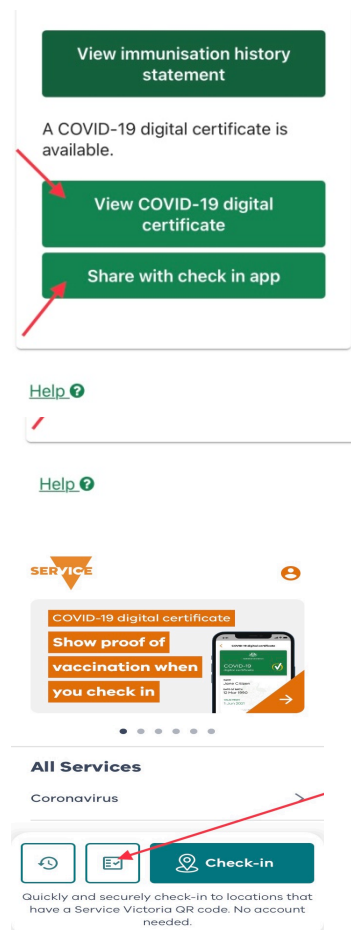 View immunisation history
statement
A COVID-19 digital certificate is
available.
View COVID-19 digital
certificate
Share with check in app
Help
Help
SERVICE
COVID-19 digital certificate
Show proof of
vaccination when
you check in
All Services
Coronavirus
Check-in
Quickly and securely check-in to locations that
have a Service Victoria QR code. No account
needed.